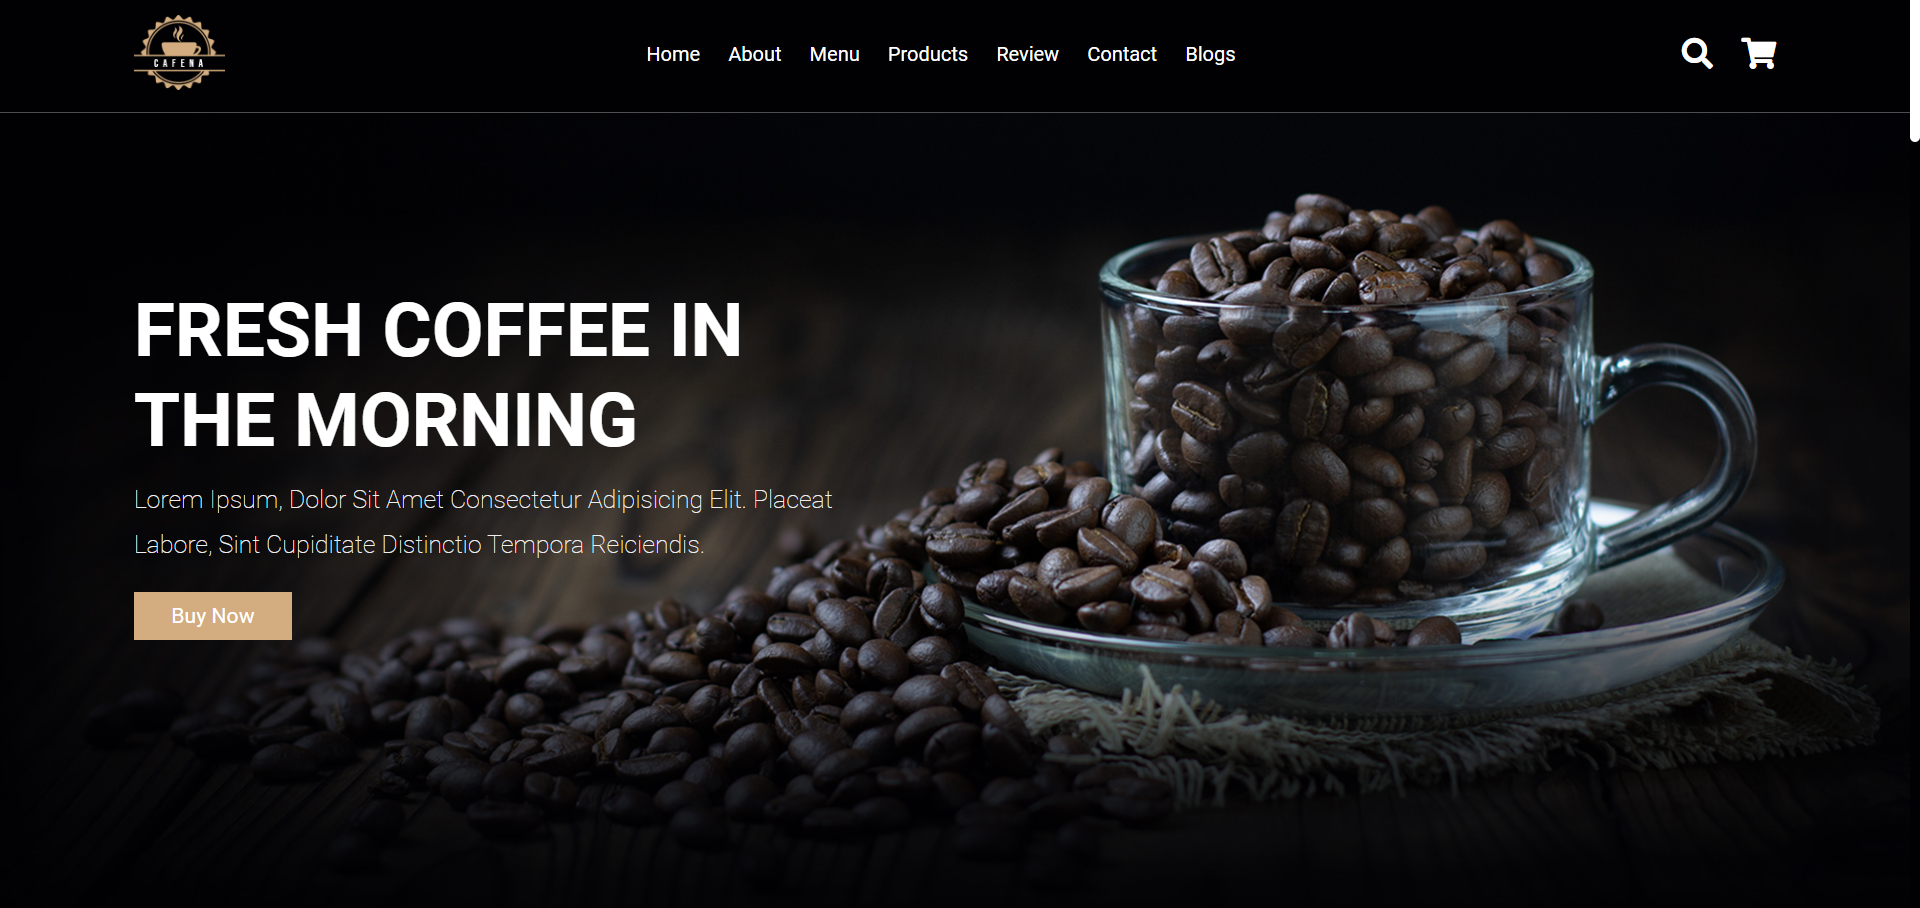 CAFENA
Home About Menu Products Review Contact Blogs
FRESH COFFEE IN
THE MORNING
Lorem Ipsum, Dolor Sit Amet Consectetur Adipisicing Elit. Placeat
Labore, Sint Cupiditate Distinctio Tempora Reiciendis.
Buy Now